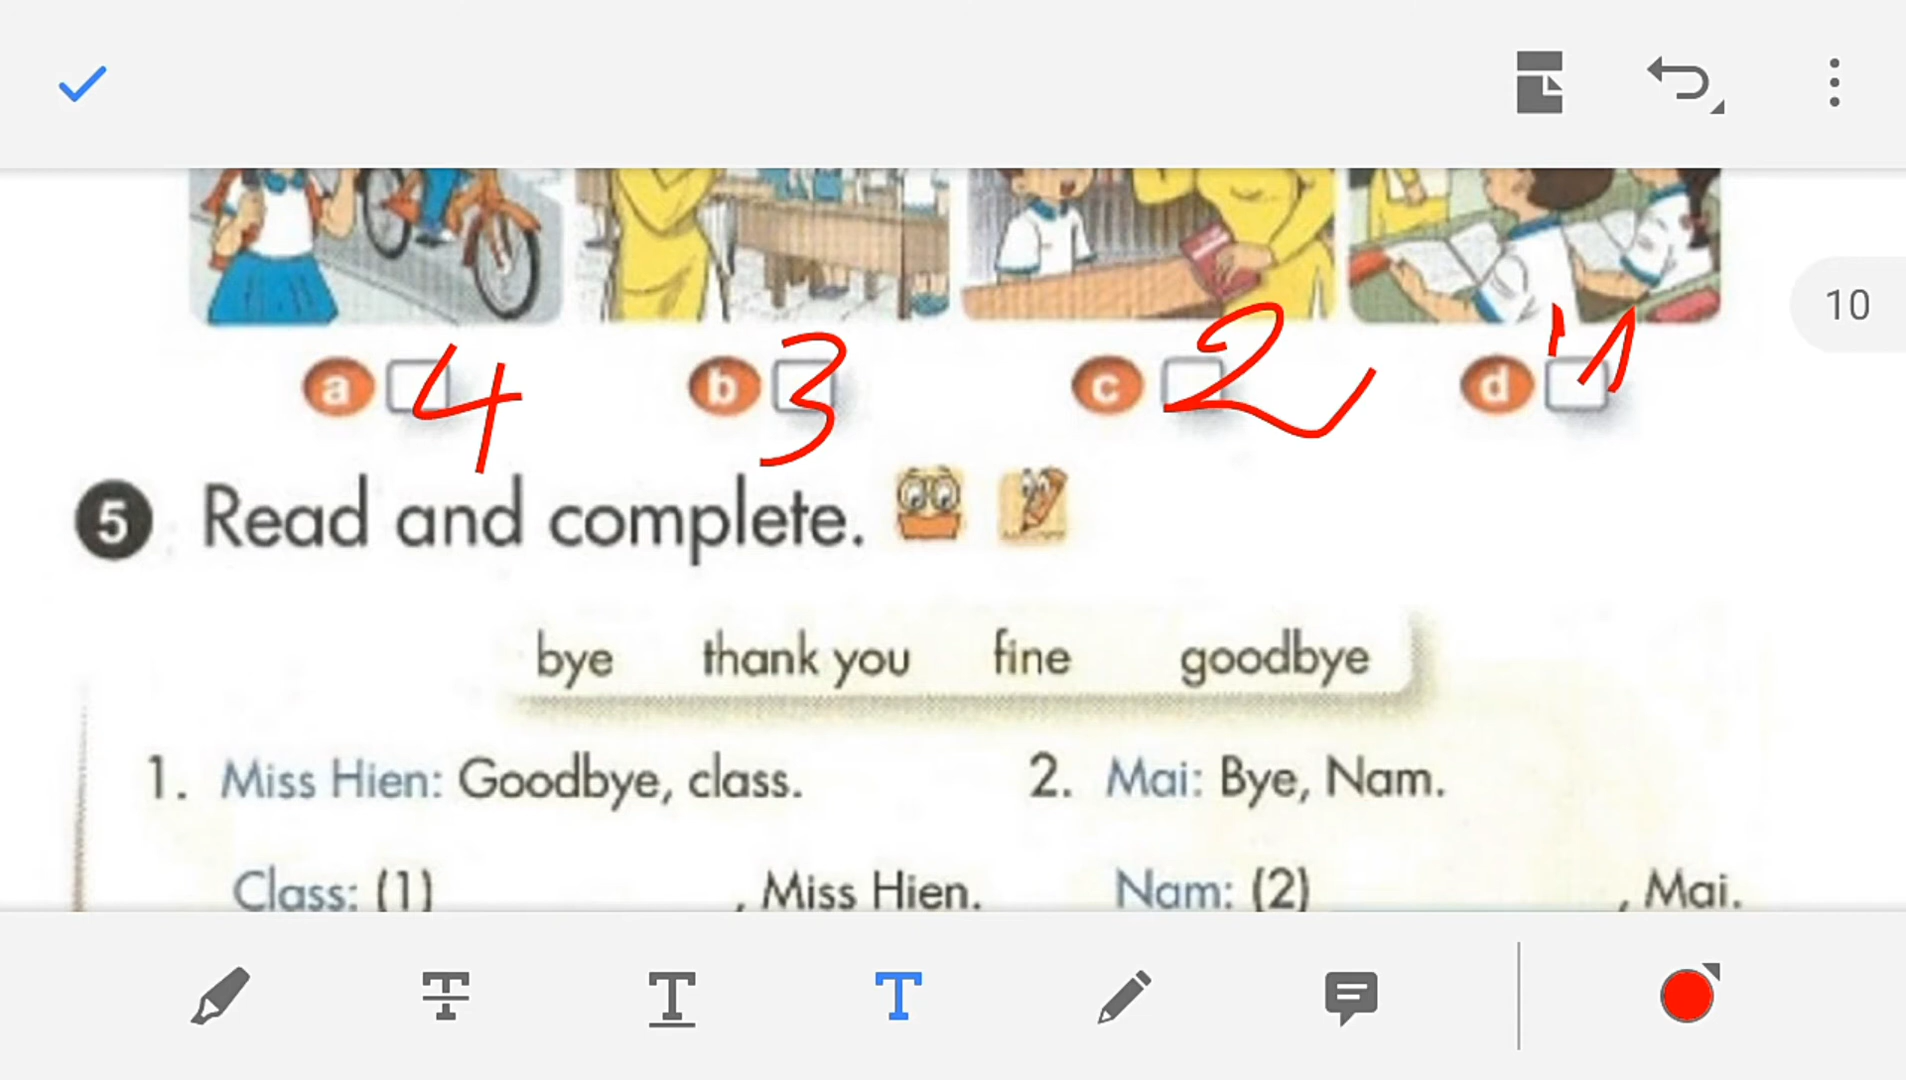 10
a 4 b 3 c 2 d 1
5 Read and complete.
bye thank you fine goodbye
1. Miss Hien: Goodbye, class. 2. Mai: Bye, Nam.
Class: (1) , Miss Hien. Nam: (2) , Mai.